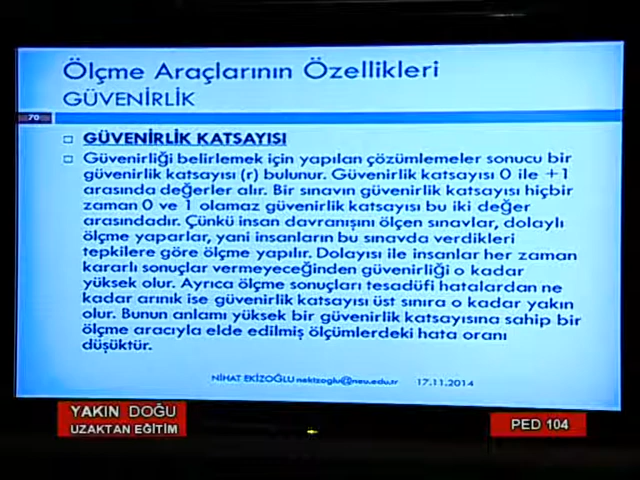 Ölçme Araçlarının Özellikleri
GÜVENİRLİK
70
GÜVENİRLİK KATSAYISI
Güvenirliği belirlemek için yapılan çözümlemeler sonucu bir
güvenirlik katsayısı (r) bulunur. Güvenirlik katsayısı 0 ile +1
arasında değerler alır. Bir sınavın güvenirlik katsayısı hiçbir
zaman 0 ve 1 olamaz güvenirlik katsayısı bu iki değer
arasındadır. Çünkü insan davranışını ölçen sınavlar, dolaylı
ölçme yaparlar, yani insanların bu sınavda verdikleri
tepkilere göre ölçme yapılır. Dolayısı ile insanlar her zaman
kararlı sonuçlar vermeyeceğinden güvenirliği o kadar
yüksek olur. Ayrıca ölçme sonuçları tesadüfi hatalardan ne
kadar arınık ise güvenirlik katsayısı üst sınıra o kadar yakın
olur. Bunun anlamı yüksek bir güvenirlik katsayısına sahip bir
ölçme aracıyla elde edilmiş ölçümlerdeki hata oranı
düşüktür.
NİHAT EKİZOĞLU nekizoglu@neu.edu.tr 17.11.2014
YAKIN DOĞU
UZAKTAN EĞİTİM
PED 104